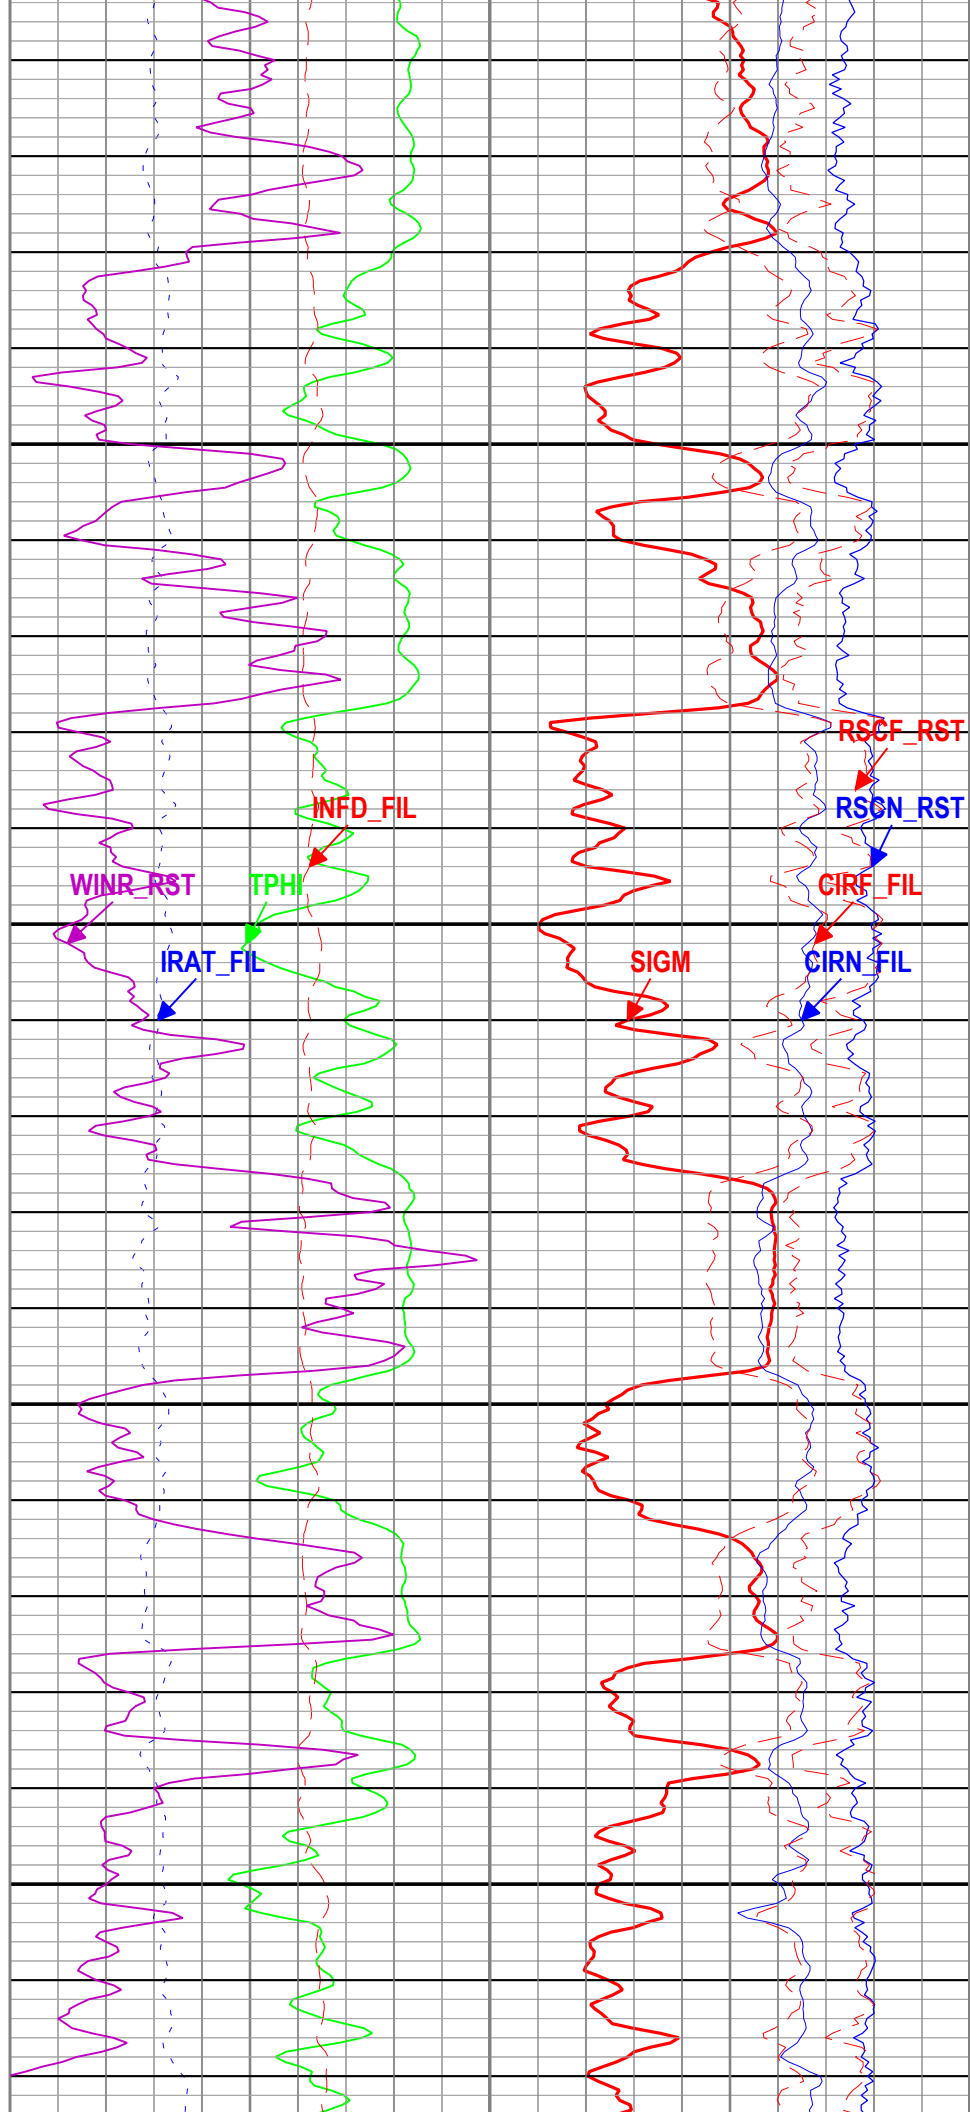 RSCF_RST
INFD_FIL
RSCN_RST
WINR_RST
TPHI
CIRF_FIL
IRAT_FIL
SIGM
CIRN_FIL